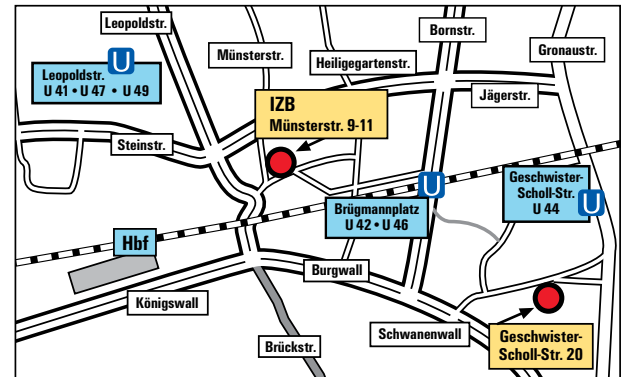 Leopoldstr.
Bornstr.
Münsterstr.
Heiligegartenstr.
Gronaustr.
U
Leopoldstr.
U 41 • U 47 • U 49
Jägerstr.
IZB
Münsterstr. 9-11
Steinstr.
U
Geschwister-
Scholl-Str.
U 44
U
Brügmannplatz
U 42 • U 46
Hbf
Burgwall
Königswall
Brückstr.
Schwanenwall
Geschwister-
Scholl-Str. 20